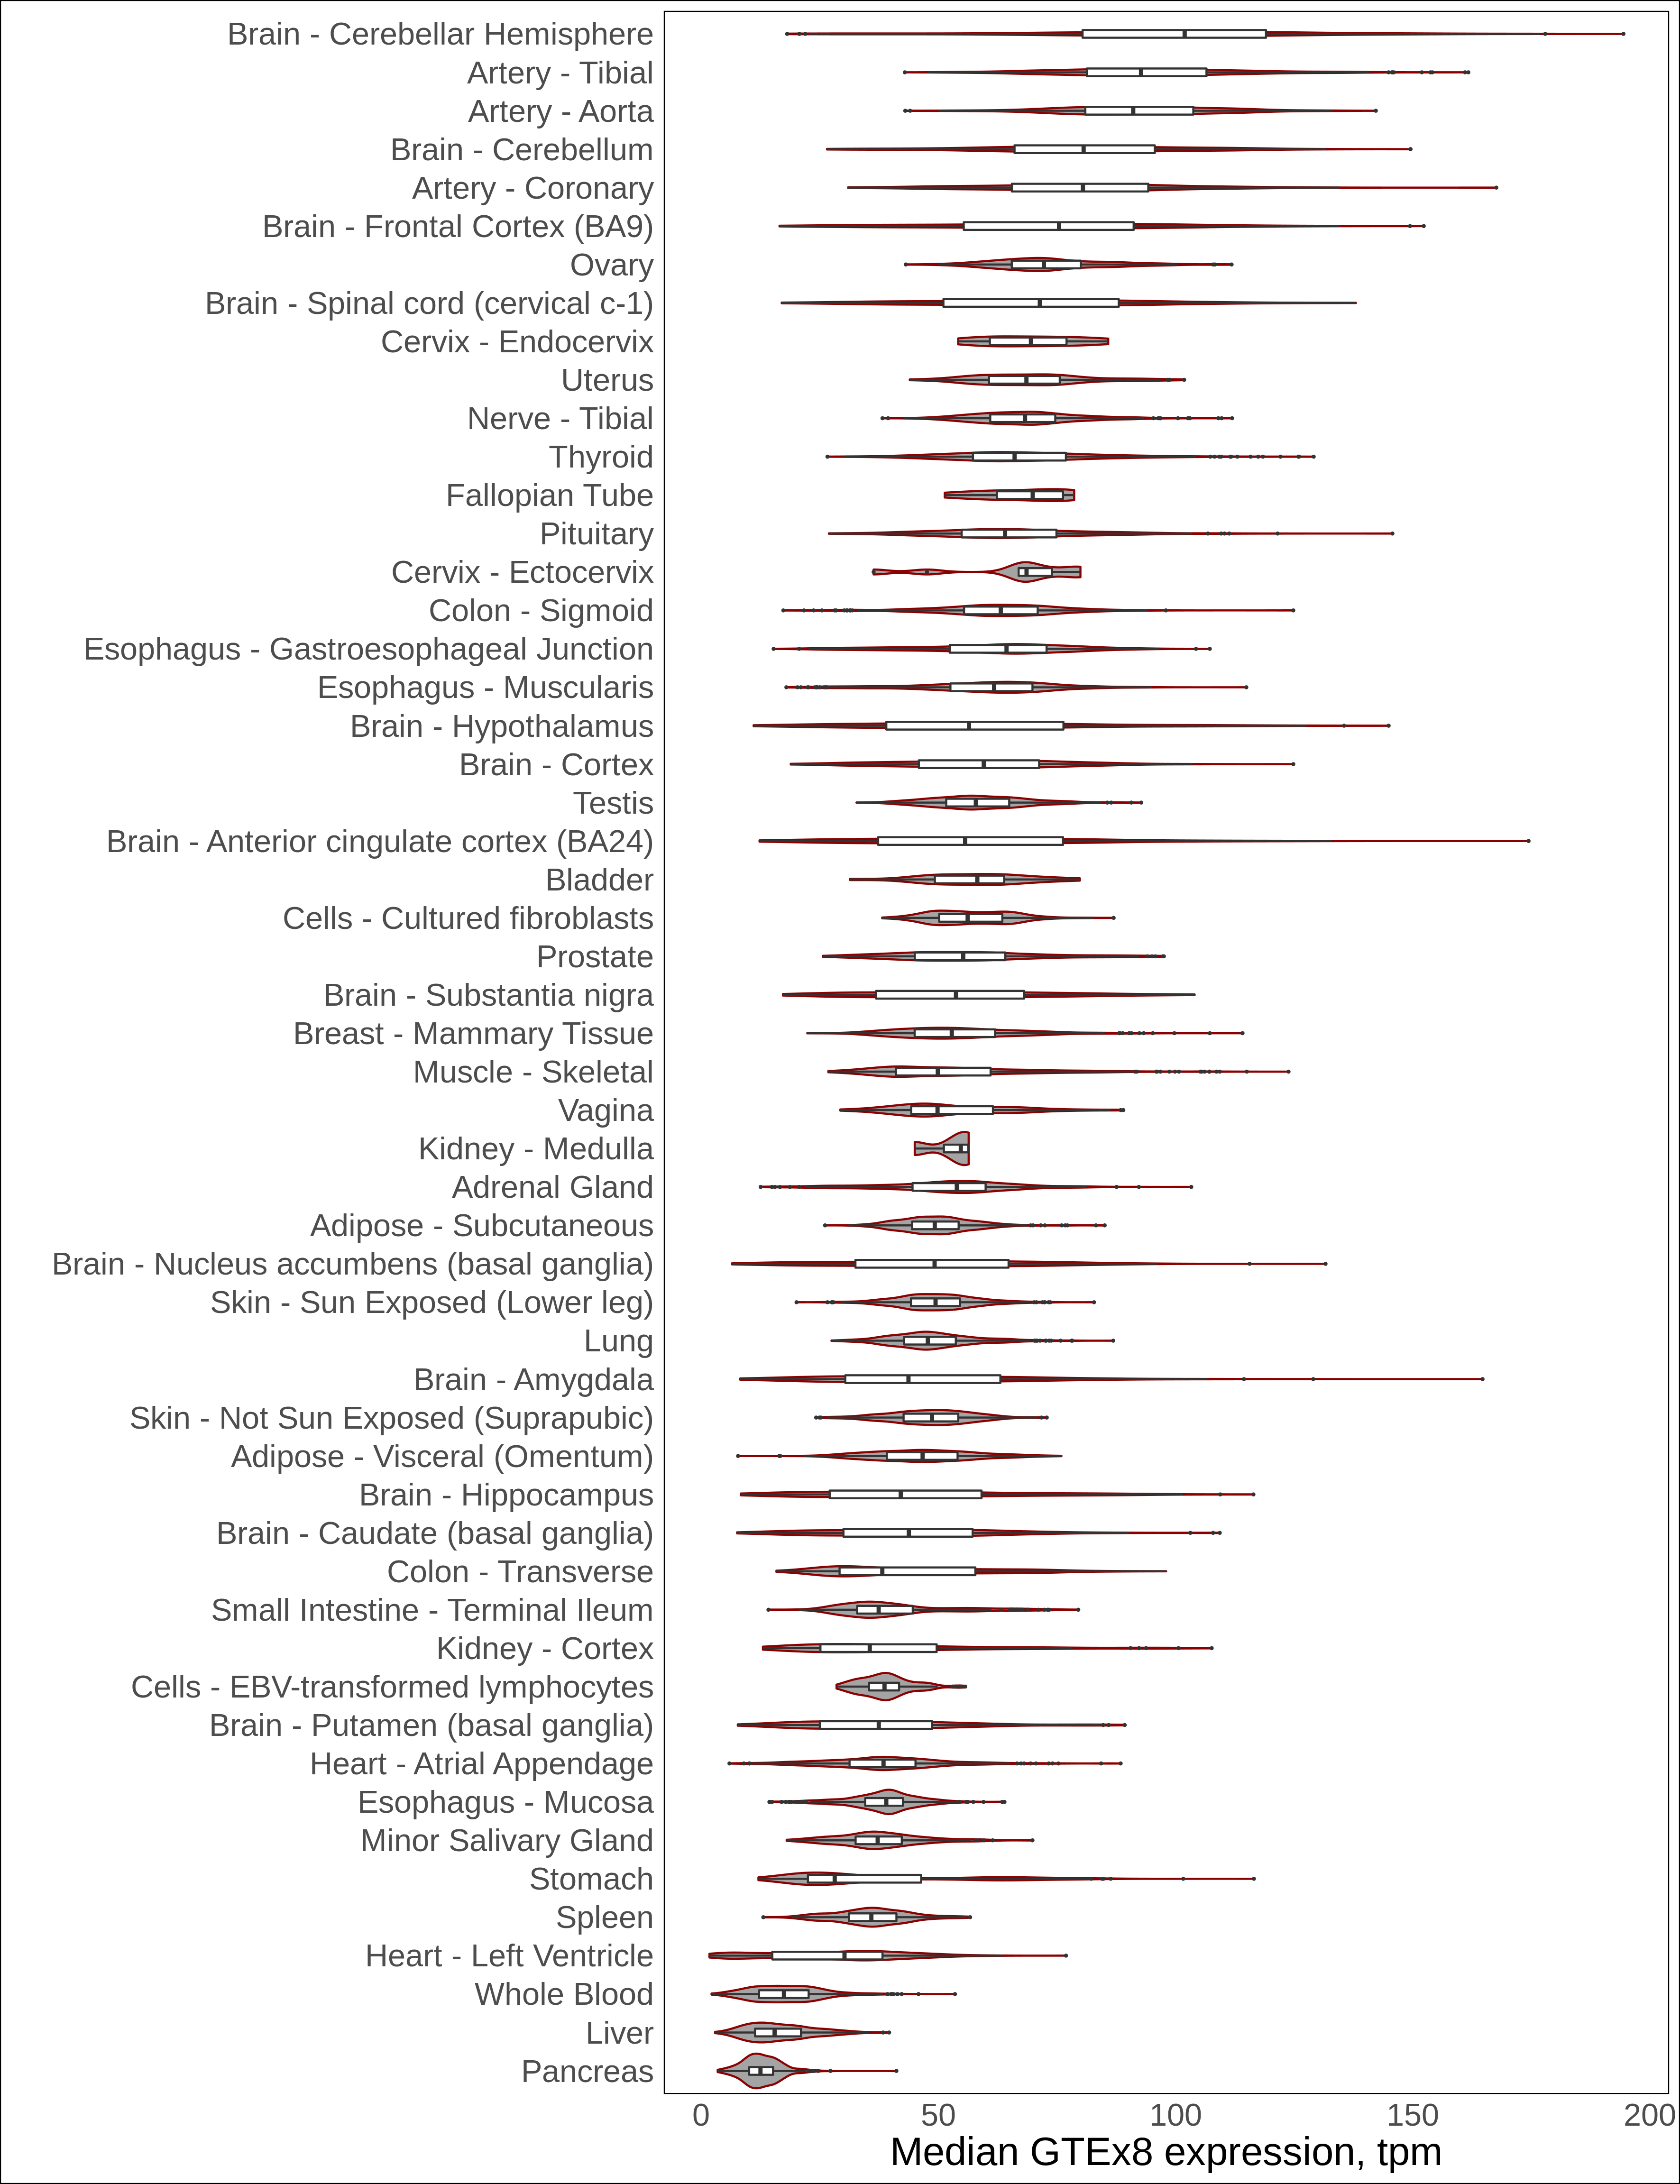 Brain - Cerebellar Hemisphere
Artery - Tibial
Artery - Aorta
Brain - Cerebellum
Artery - Coronary
Brain - Frontal Cortex (BA9)
Ovary
Brain - Spinal cord (cervical c-1)
Cervix - Endocervix
Uterus
Nerve - Tibial
Thyroid
Fallopian Tube
Pituitary
Cervix - Ectocervix
Colon - Sigmoid
Esophagus - Gastroesophageal Junction
Esophagus - Muscularis
Brain - Hypothalamus
Brain - Cortex
Testis
Brain - Anterior cingulate cortex (BA24)
Bladder
Cells - Cultured fibroblasts
Prostate
Brain - Substantia nigra
Breast - Mammary Tissue
Muscle - Skeletal
Vagina
Kidney - Medulla
Adrenal Gland
Adipose - Subcutaneous
Brain - Nucleus accumbens (basal ganglia)
Skin - Sun Exposed (Lower leg)
Lung
Brain - Amygdala
Skin - Not Sun Exposed (Suprapubic)
Adipose - Visceral (Omentum)
Brain - Hippocampus
Brain - Caudate (basal ganglia)
Colon - Transverse
Small Intestine - Terminal Ileum
Kidney - Cortex
Cells - EBV-transformed lymphocytes
Brain - Putamen (basal ganglia)
Heart - Atrial Appendage
Esophagus - Mucosa
Minor Salivary Gland
Stomach
Spleen
Heart - Left Ventricle
Whole Blood
Liver
Pancreas
0 50 100 150 200
Median GTEx8 expression, tpm